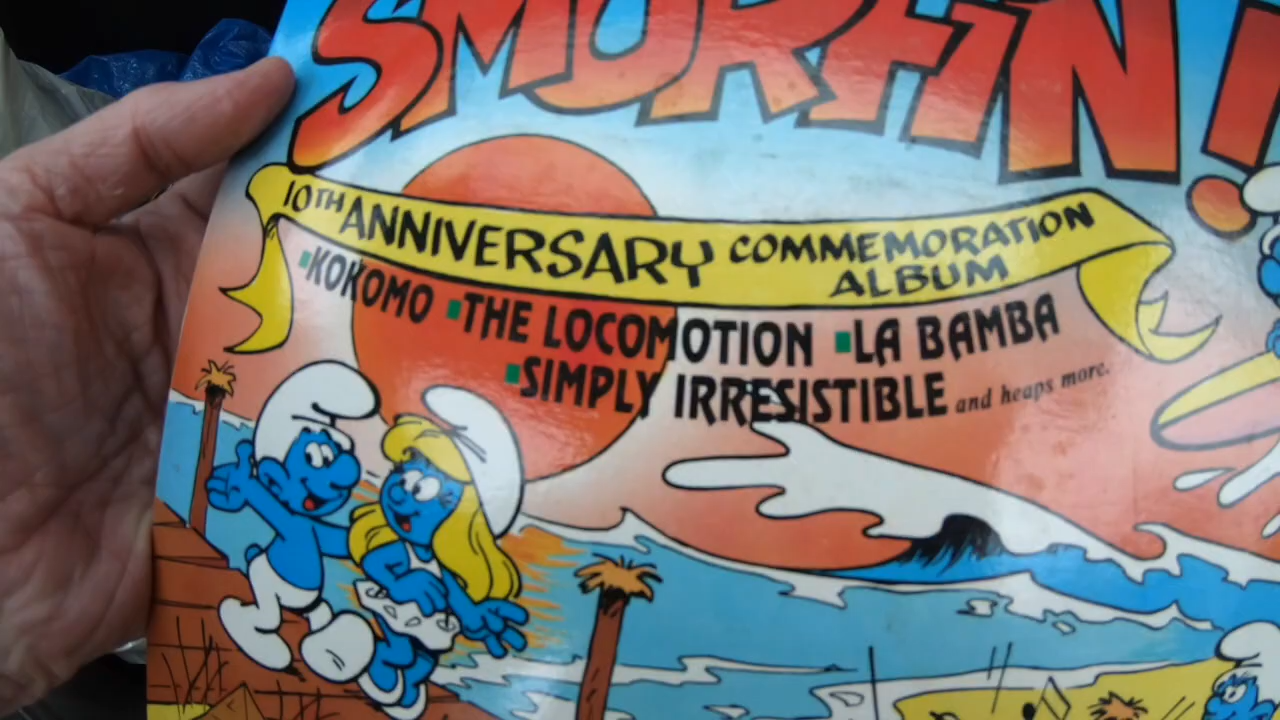 SMURFIN'!
10TH ANNIVERSARY COMMEMORATION
ALBUM
KOKOMO THE LOCOMOTION LA BAMBA
SIMPLY IRRESISTIBLE and heaps more.